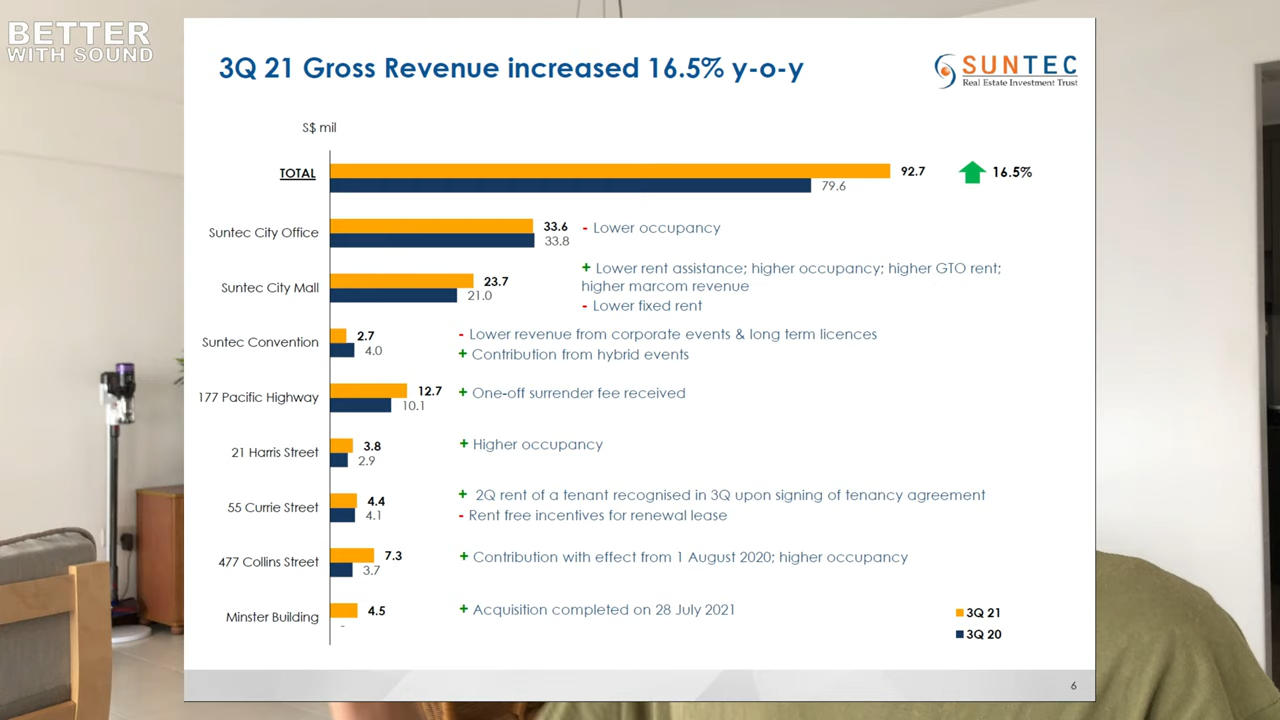 BETTER
WITH SOUND
3Q 21 Gross Revenue increased 16.5% y-o-y
SUNTEC
Real Estate Investment Trust
S$ mil
TOTAL
92.7
79.6
16.5%
Suntec City Office
33.6
33.8
- Lower occupancy
Suntec City Mall
23.7
21.0
+ Lower rent assistance; higher occupancy; higher GTO rent;
higher marcom revenue
- Lower fixed rent
Suntec Convention
2.7
4.0
- Lower revenue from corporate events & long term licences
+ Contribution from hybrid events
177 Pacific Highway
12.7
10.1
+ One-off surrender fee received
21 Harris Street
3.8
2.9
+ Higher occupancy
55 Currie Street
4.4
4.1
+ 2Q rent of a tenant recognised in 3Q upon signing of tenancy agreement
- Rent free incentives for renewal lease
477 Collins Street
7.3
3.7
+ Contribution with effect from 1 August 2020; higher occupancy
Minster Building
4.5
-
+ Acquisition completed on 28 July 2021
3Q 21
3Q 20
6